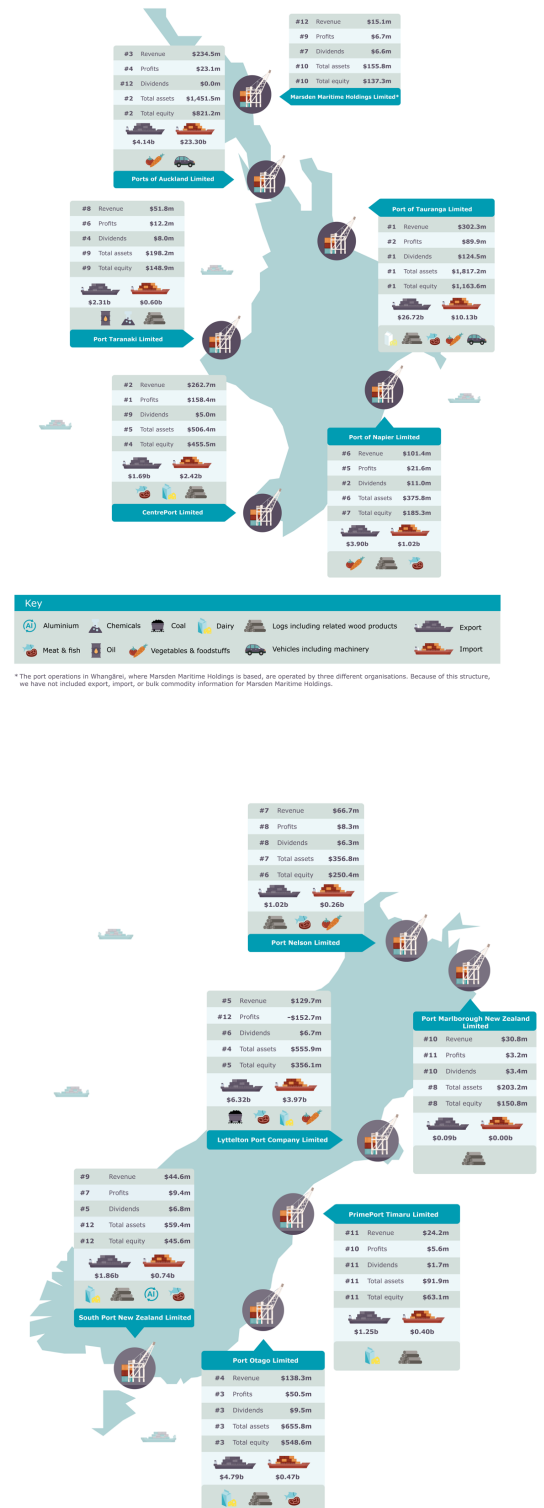 #12 Revenue $15.1m
#9 Profits $6.7m
#7 Dividends $6.6m
#10 Total assets $155.8m
#10 Total equity $137.3m
Marsden Maritime Holdings Limited*
#3 Revenue $234.5m
#4 Profits $23.1m
#12 Dividends $0.0m
#2 Total assets $1,451.5m
#2 Total equity $821.2m
$4.14b $23.30b
Ports of Auckland Limited
Port of Tauranga Limited
#1 Revenue $302.3m
#2 Profits $89.9m
#1 Dividends $124.5m
#1 Total assets $1,817.2m
#1 Total equity $1,163.6m
$26.72b $10.13b
#8 Revenue $51.8m
#6 Profits $12.2m
#4 Dividends $8.0m
#9 Total assets $198.2m
#9 Total equity $148.9m
$2.31b $0.60b
Port Taranaki Limited
#2 Revenue $262.7m
#1 Profits $158.4m
#9 Dividends $5.0m
#5 Total assets $506.4m
#4 Total equity $455.5m
$1.69b $2.42b
CentrePort Limited
Port of Napier Limited
#6 Revenue $101.4m
#5 Profits $21.6m
#2 Dividends $11.0m
#6 Total assets $375.8m
#7 Total equity $185.3m
$3.90b $1.02b
Key
Al Aluminium Chemicals Coal Dairy Logs including related wood products Export
Meat & fish Oil Vegetables & foodstuffs Vehicles including machinery Import
* The port operations in Whangārei, where Marsden Maritime Holdings is based, are operated by three different organisations. Because of this structure,
we have not included export, import, or bulk commodity information for Marsden Maritime Holdings.
#7 Revenue $66.7m
#8 Profits $8.3m
#8 Dividends $6.3m
#7 Total assets $356.8m
#6 Total equity $250.4m
$1.02b $0.26b
Port Nelson Limited
#5 Revenue $129.7m
#12 Profits -$152.7m
#6 Dividends $6.7m
#4 Total assets $555.9m
#5 Total equity $356.1m
$6.32b $3.97b
Lyttelton Port Company Limited
Port Marlborough New Zealand
Limited
#10 Revenue $30.8m
#11 Profits $3.2m
#10 Dividends $3.4m
#8 Total assets $203.2m
#8 Total equity $150.8m
$0.09b $0.00b
#9 Revenue $44.6m
#7 Profits $9.4m
#5 Dividends $6.8m
#12 Total assets $59.4m
#12 Total equity $45.6m
$1.86b $0.74b
Al
South Port New Zealand Limited
PrimePort Timaru Limited
#11 Revenue $24.2m
#10 Profits $5.6m
#11 Dividends $1.7m
#11 Total assets $91.9m
#11 Total equity $63.1m
$1.25b $0.40b
Port Otago Limited
#4 Revenue $138.3m
#3 Profits $50.5m
#3 Dividends $9.5m
#3 Total assets $655.8m
#3 Total equity $548.6m
$4.79b $0.47b